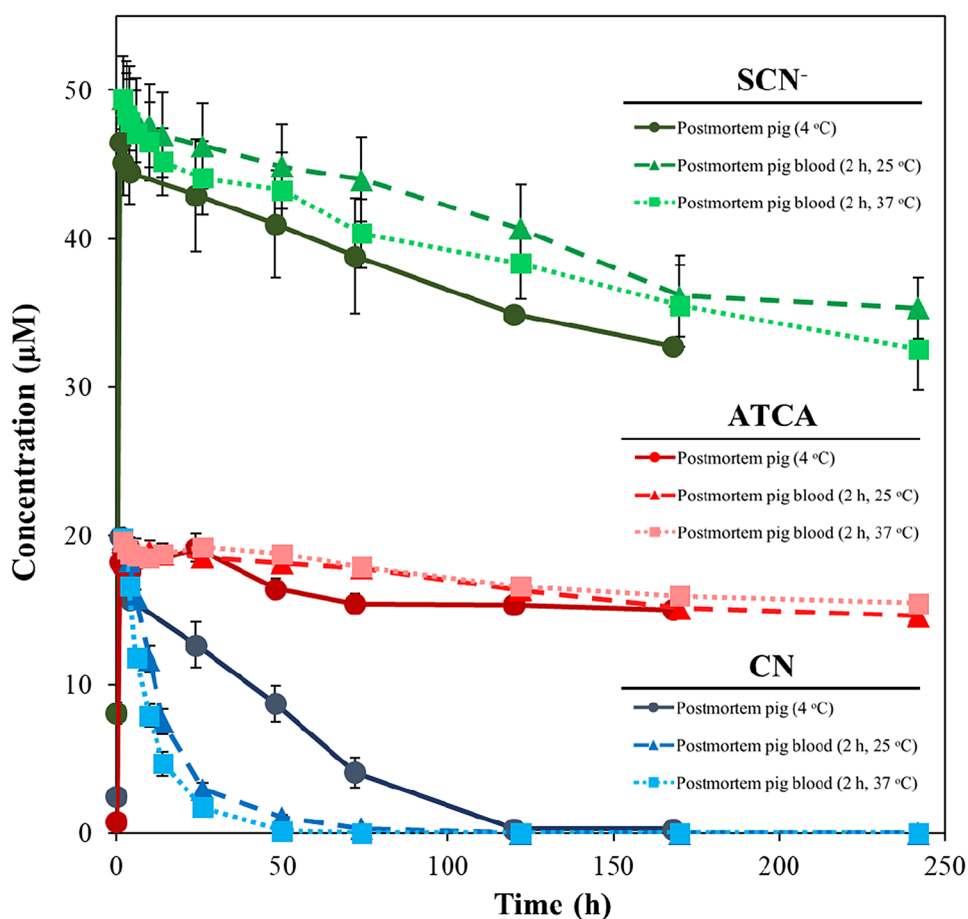 SCN⁻
Postmortem pig (4 °C)
Postmortem pig blood (2 h, 25 °C)
Postmortem pig blood (2 h, 37 °C)
ATCA
Postmortem pig (4 °C)
Postmortem pig blood (2 h, 25 °C)
Postmortem pig blood (2 h, 37 °C)
CN
Postmortem pig (4 °C)
Postmortem pig blood (2 h, 25 °C)
Postmortem pig blood (2 h, 37 °C)
Concentration (µM)
50
40
30
20
10
0
0 50 100 150 200 250
Time (h)